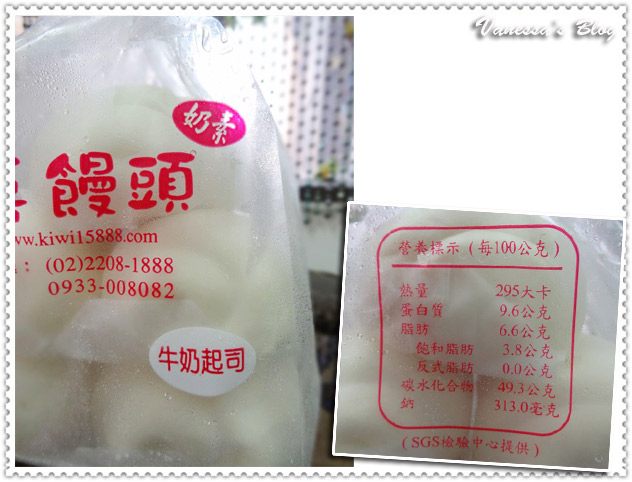 Vanessa's Blog
奶素
饅頭
www.kiwi15888.com
(02)2208-1888
0933-008082
牛奶起司
營養標示(每100公克)
熱量 295大卡
蛋白質 9.6公克
脂肪 6.6公克
飽和脂肪 3.8公克
反式脂肪 0.0公克
碳水化合物 49.3公克
鈉 313.0毫克
(SGS檢驗中心提供)